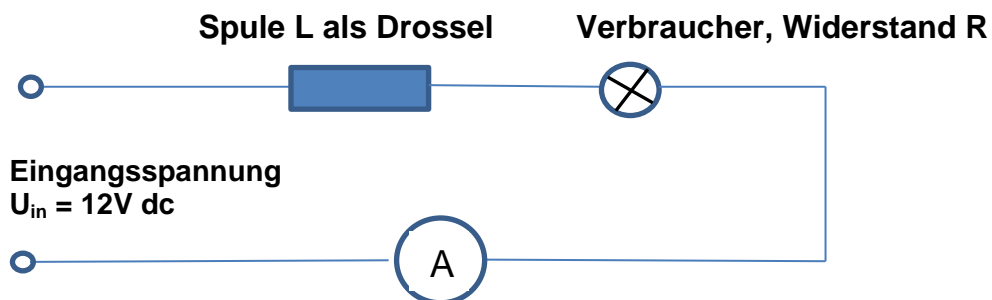 Spule L als Drossel
Verbraucher, Widerstand R
Eingangsspannung
Uin = 12V dc
A